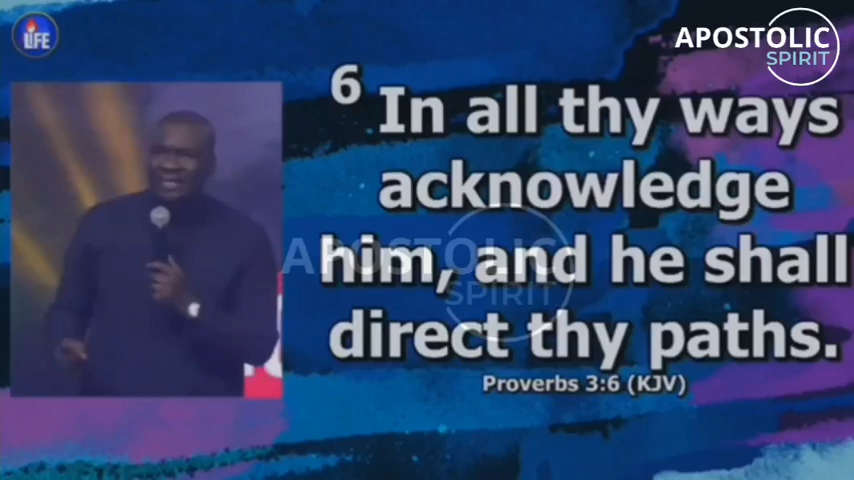 LIFE
APOSTOLIC
SPIRIT
6 In all thy ways
acknowledge
him, and he shall
direct thy paths.
Proverbs 3:6 (KJV)
APOSTOLIC
SPIRIT